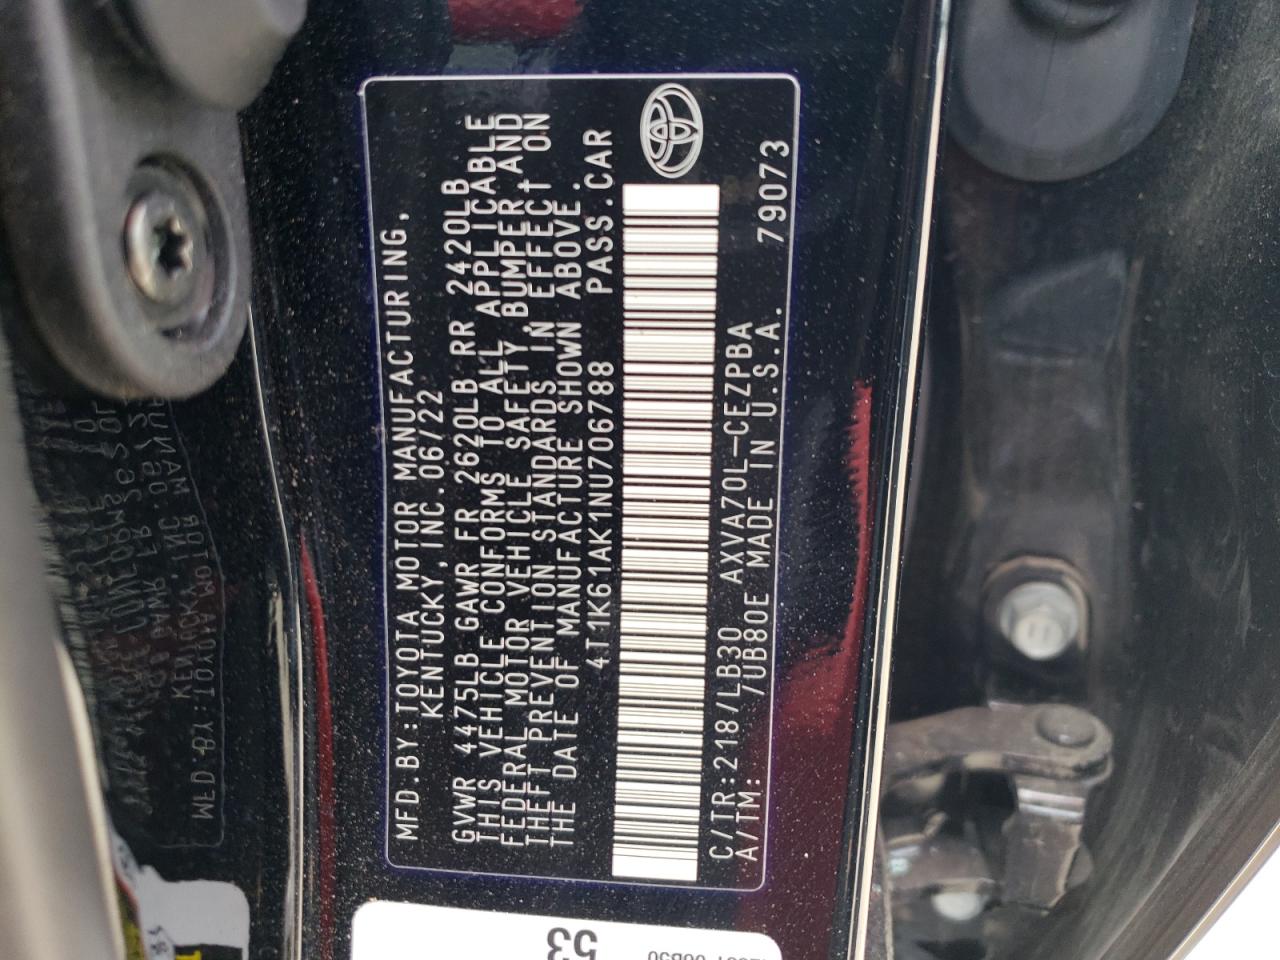 MFD.BY:TOYOTA MOTOR MANUFACTURING,
KENTUCKY,INC. 06/22
GVWR 4475LB GAWR FR 2620LB RR 2420LB
THIS VEHICLE CONFORMS TO ALL APPLICABLE
FEDERAL MOTOR VEHICLE SAFETY, BUMPER, AND
THEFT PREVENTION STANDARDS IN EFFECT ON
THE DATE OF MANUFACTURE SHOWN ABOVE.
4T1K61AK1NU706788 PASS.CAR
C/TR:218/LB30 AXVA70L-CEZPBA
A/TM: /UB80E MADE IN U.S.A. 79073
53